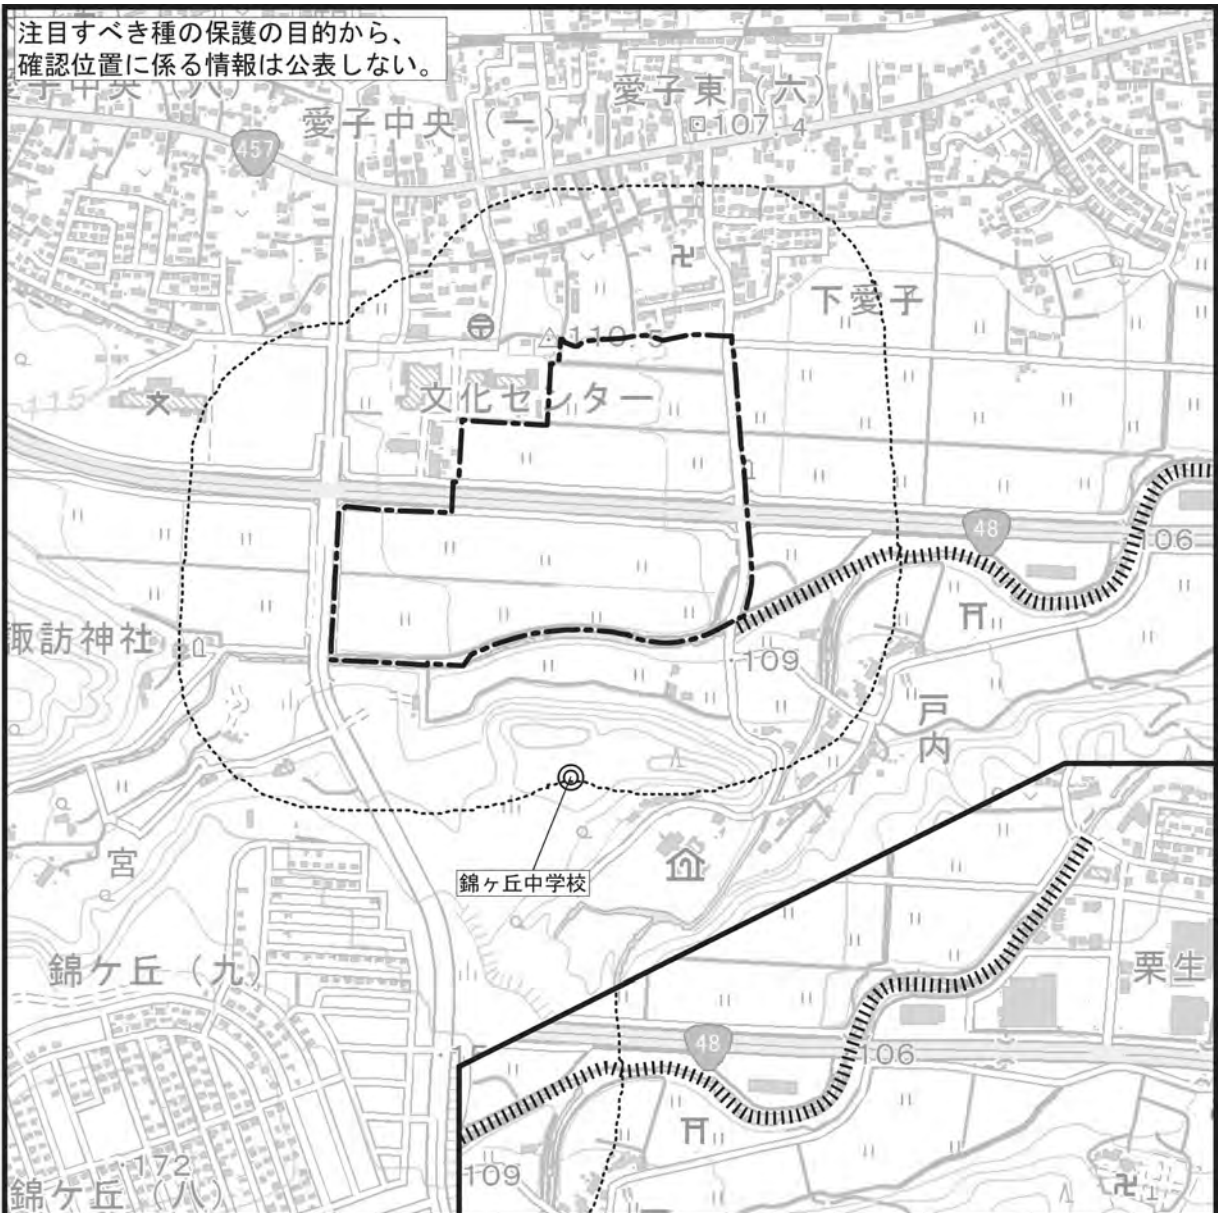 注目すべき種の保護の目的から、
確認位置に係る情報は公表しない。
愛子中央(一)
愛子東(六)
107.4
457
下愛子
110.5
文化センター
115
48
106
諏訪神社
109
戸内
宮
錦ヶ丘中学校
錦ケ丘(九)
栗生
48
106
172
109
錦ケ丘(八)